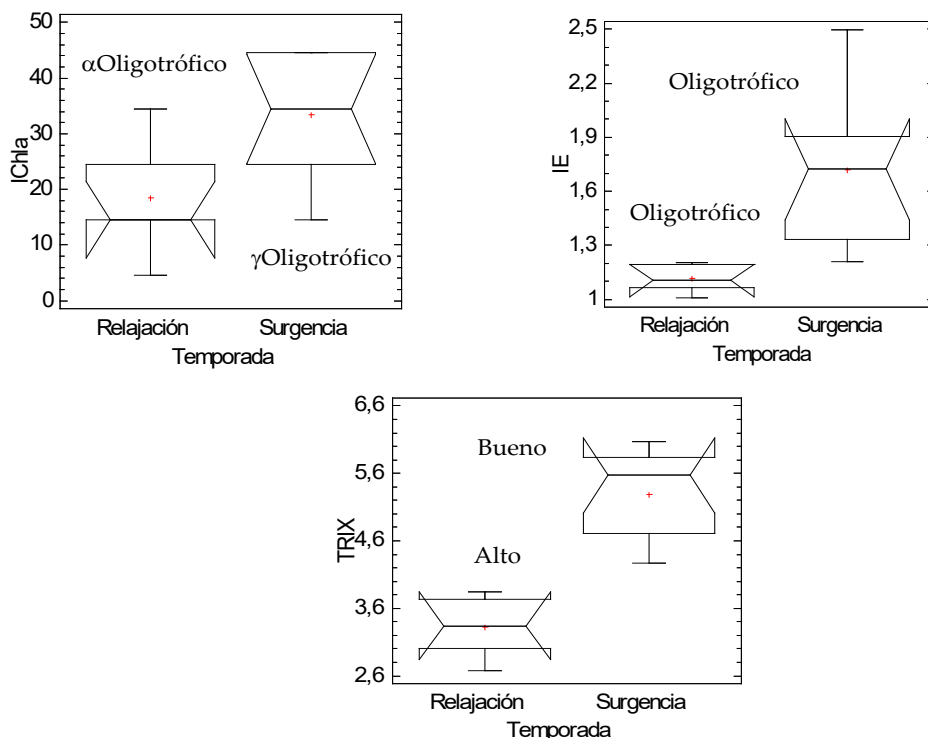 50
40
30
20
10
0
IChla
αOligotrófico
γOligotrófico
Relajación Surgencia
Temporada
2,5
2,2
1,9
1,6
1,3
1
IE
Oligotrófico
Oligotrófico
Relajación Surgencia
Temporada
6,6
5,6
4,6
3,6
2,6
TRIX
Bueno
Alto
Relajación Surgencia
Temporada